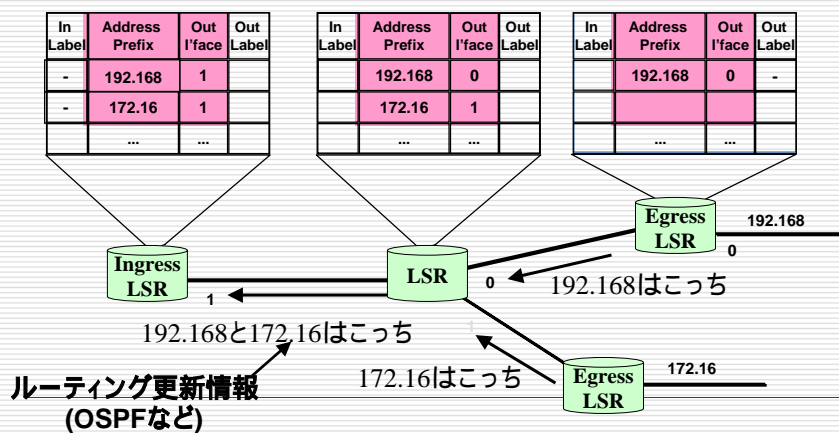 In Label Address Prefix Out I'face Out Label
- 192.168 1
- 172.16 1
... ...
In Label Address Prefix Out I'face Out Label
192.168 0
172.16 1
... ...
In Label Address Prefix Out I'face Out Label
192.168 0 -
... ...
Egress LSR
192.168
0
Ingress LSR
1
LSR
0
192.168はこっち
192.168と172.16はこっち
1
172.16はこっち
Egress LSR
172.16
ルーティング更新情報
(OSPFなど)